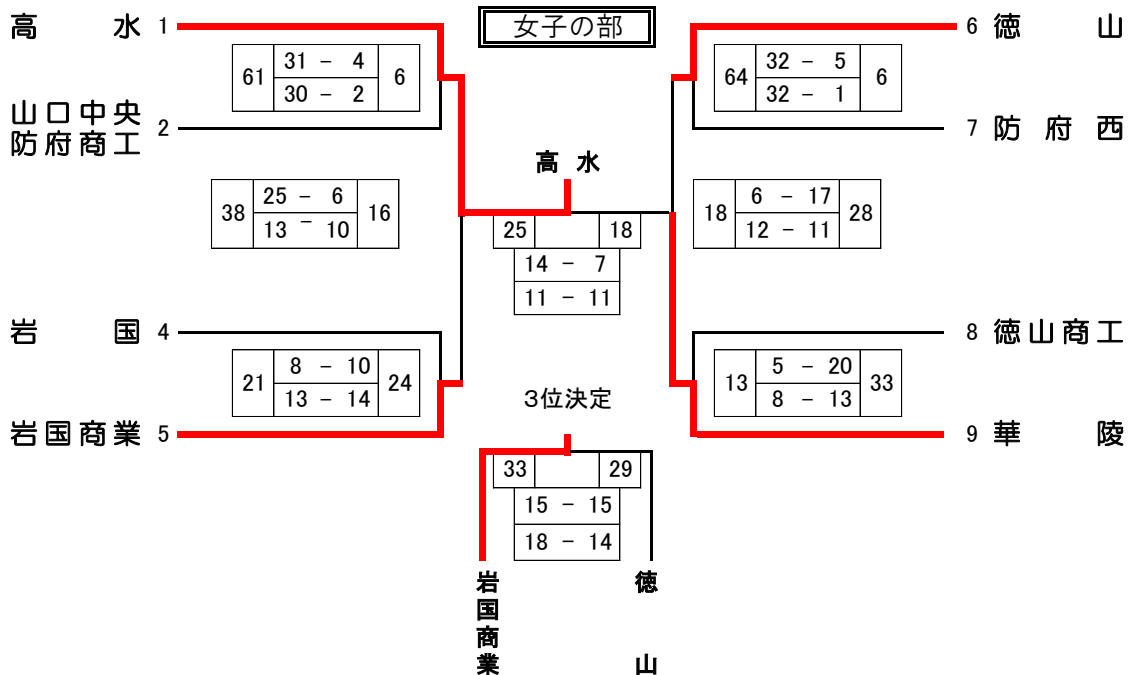 女子の部
高水 1
61 31 - 4 6
30 - 2
山口中央
防府商工 2
38 25 - 6 16
13 - 10
岩国 4
21 8 - 10 24
13 - 14
岩国商業 5
高水
25 18
14 - 7
11 - 11
6 徳山
64 32 - 5 6
32 - 1
7 防府西
18 6 - 17 28
12 - 11
8 徳山商工
13 5 - 20 33
8 - 13
9 華陵
3位決定
33 29
15 - 15
18 - 14
岩国商業
徳山